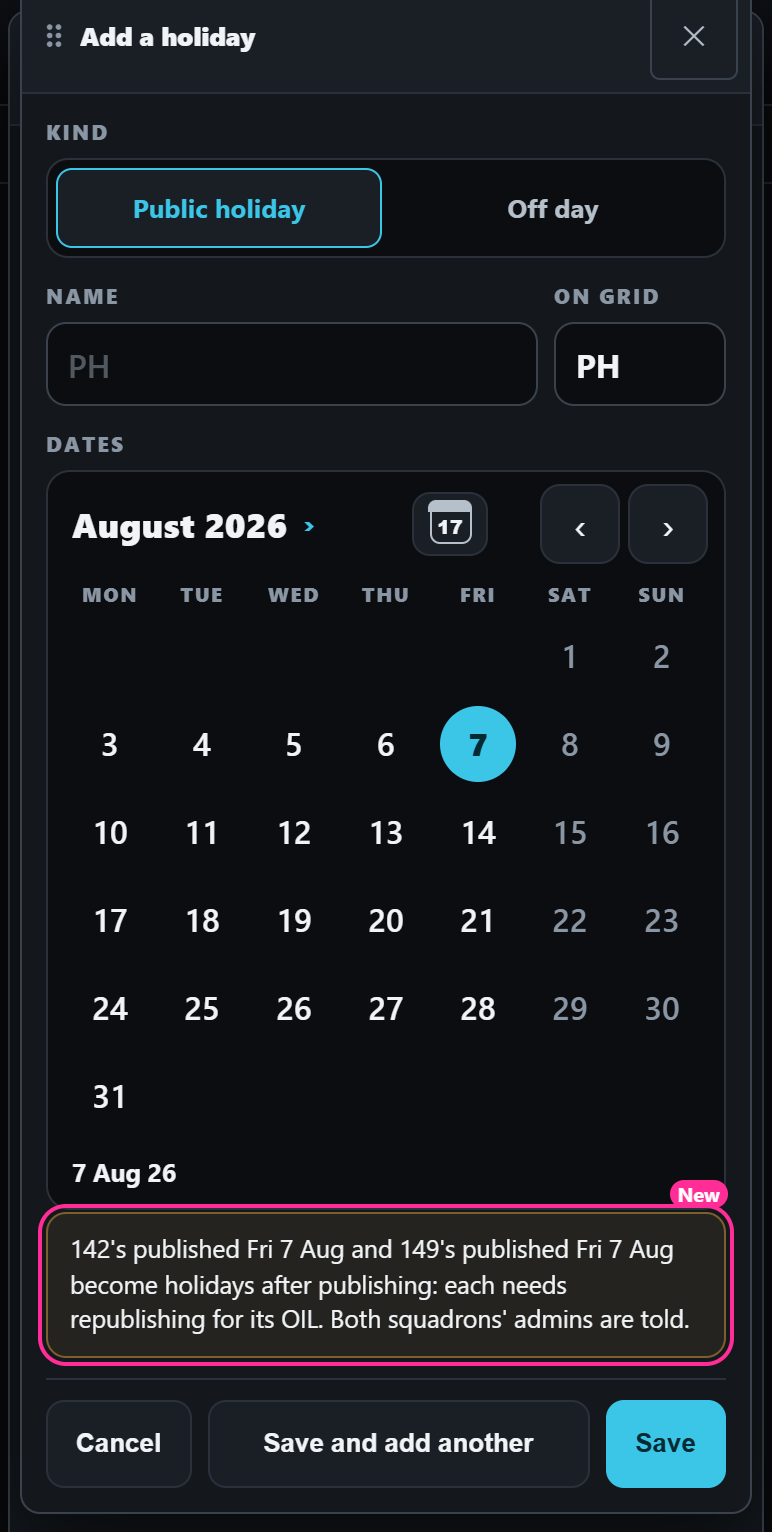 Add a holiday
KIND
Public holiday
Off day
NAME
ON GRID
PH
PH
DATES
August 2026 ›
17
‹
›
MON TUE WED THU FRI SAT SUN
1 2
3 4 5 6 7 8 9
10 11 12 13 14 15 16
17 18 19 20 21 22 23
24 25 26 27 28 29 30
31
7 Aug 26
New
142's published Fri 7 Aug and 149's published Fri 7 Aug
become holidays after publishing: each needs
republishing for its OIL. Both squadrons' admins are told.
Cancel
Save and add another
Save